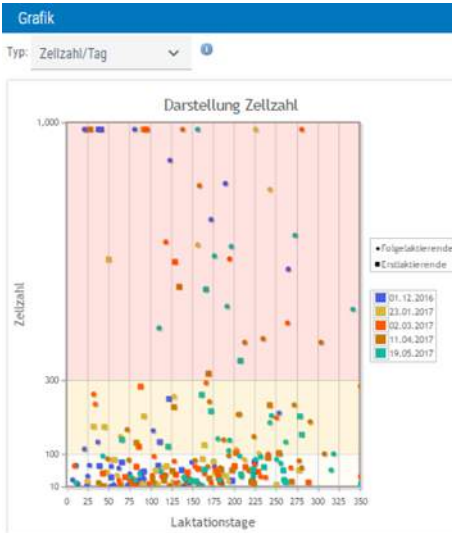 Grafik
Typ: Zellzahl/Tag
Darstellung Zellzahl
1,000
300
100
10
Zellzahl
0 25 50 75 100 125 150 175 200 225 250 275 300 325 350
Laktationstage
Folgelaktierende
Erstlaktierende
01.12.2016
23.01.2017
02.03.2017
11.04.2017
19.05.2017